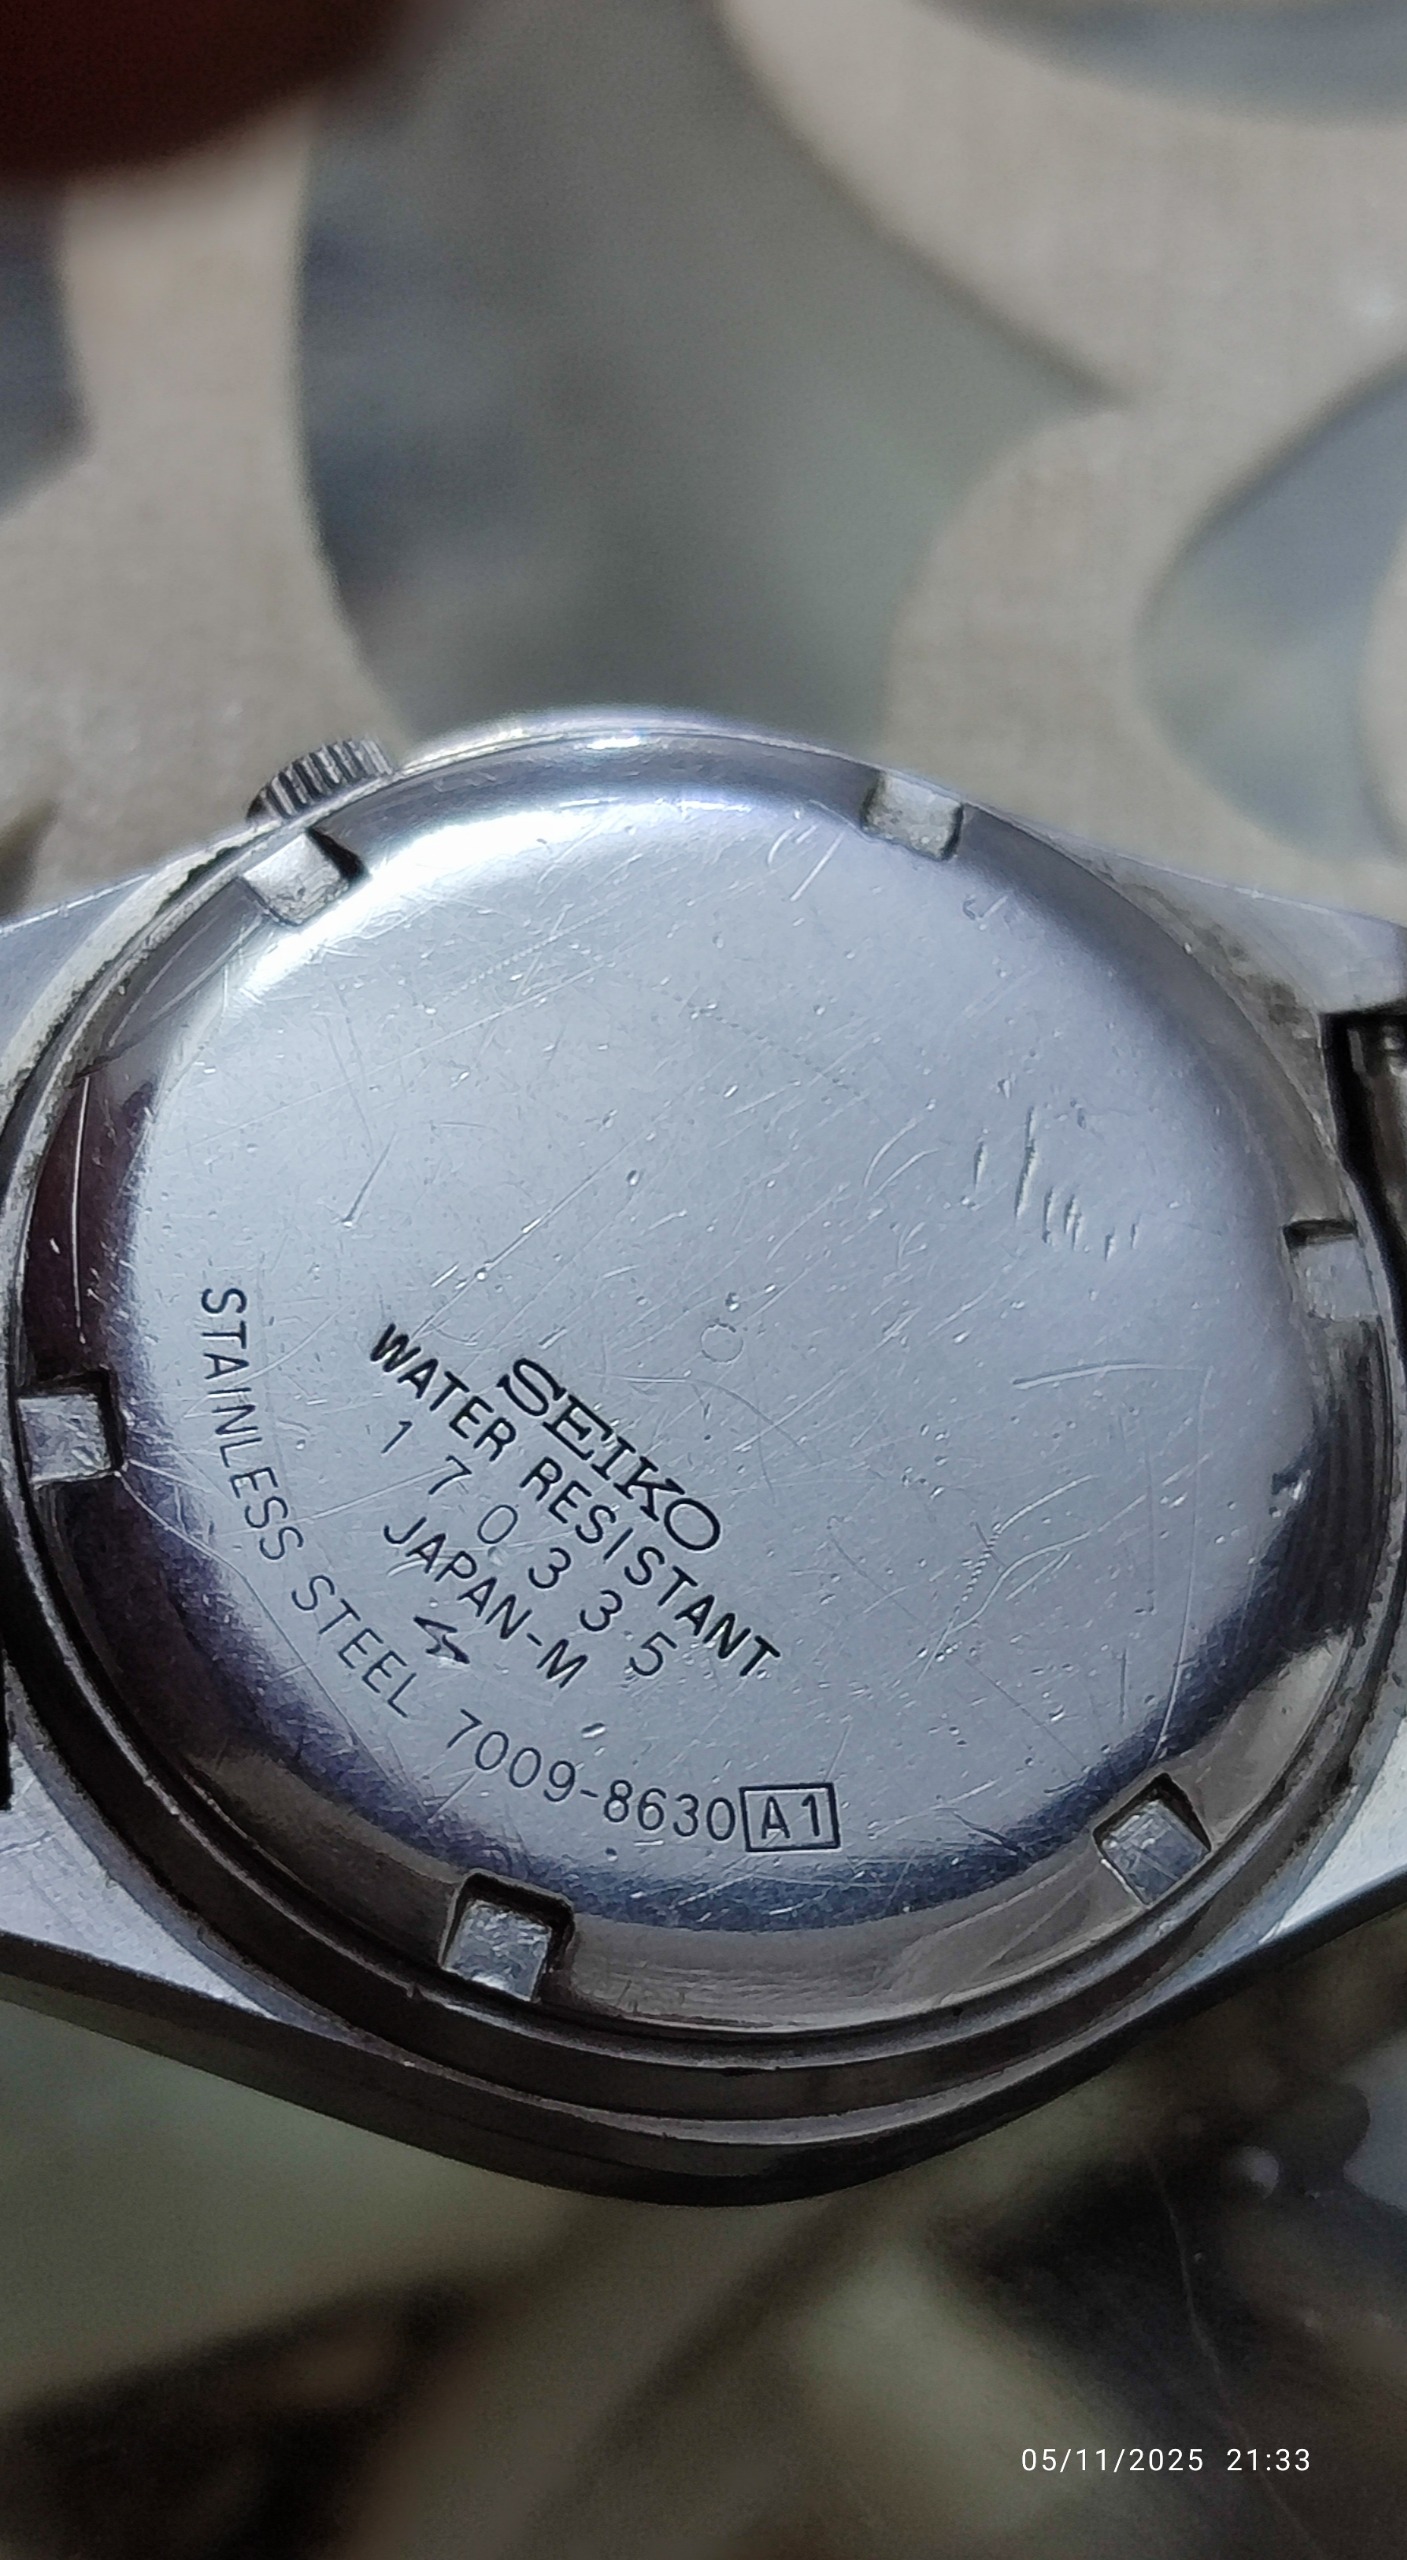 SEIKO
WATER RESISTANT
170335
JAPAN-M
STAINLESS STEEL 7009-8630 A1
05/11/2025 21:33